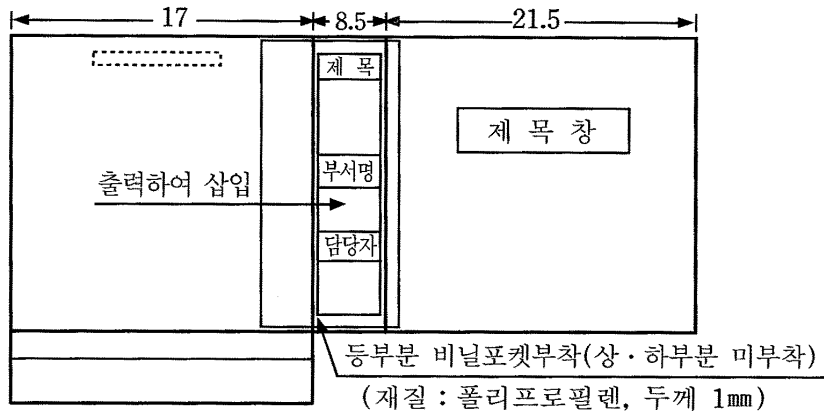 17 8.5 21.5
제 목
제 목 창
부서명
출력하여 삽입
담당자
등부분 비닐포켓부착(상·하부분 미부착)
(재질 : 폴리프로필렌, 두께 1mm)